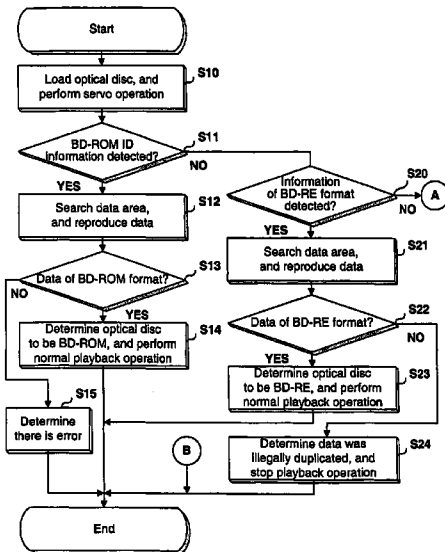 Start
S10
Load optical disc, and
perform servo operation
S11
BD-ROM ID
information detected?
NO
YES
S12
Search data area,
and reproduce data
S13
Data of BD-ROM format?
NO
YES
S14
Determine optical disc
to be BD-ROM, and perform
normal playback operation
S15
Determine
there is error
S20
Information
of BD-RE format
detected?
NO
A
YES
S21
Search data area,
and reproduce data
S22
Data of BD-RE format?
NO
YES
S23
Determine optical disc
to be BD-RE, and perform
normal playback operation
S24
Determine data was
illegally duplicated, and
stop playback operation
B
End